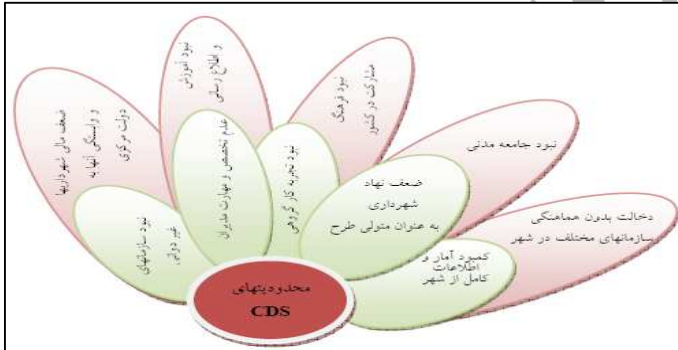 دخالت بدون هماهنگی
سازمانهای مختلف در شهر
نبود جامعه مدنی
نبود فرهنگ
مشارکت در کشور
نبود آموزش
و اطلاع رسانی
ضعف مالی شهرداریها
و وابستگی آنها به
دولت مرکزی
کمبود آمار و
اطلاعات
کامل از شهر
ضعف نهاد
شهرداری
به عنوان متولی طرح
نبود تجربه کار گروهی
عدم تخصص و مهارت مدیران
نبود سازمانهای
غیر دولتی
محدودیتهای
CDS